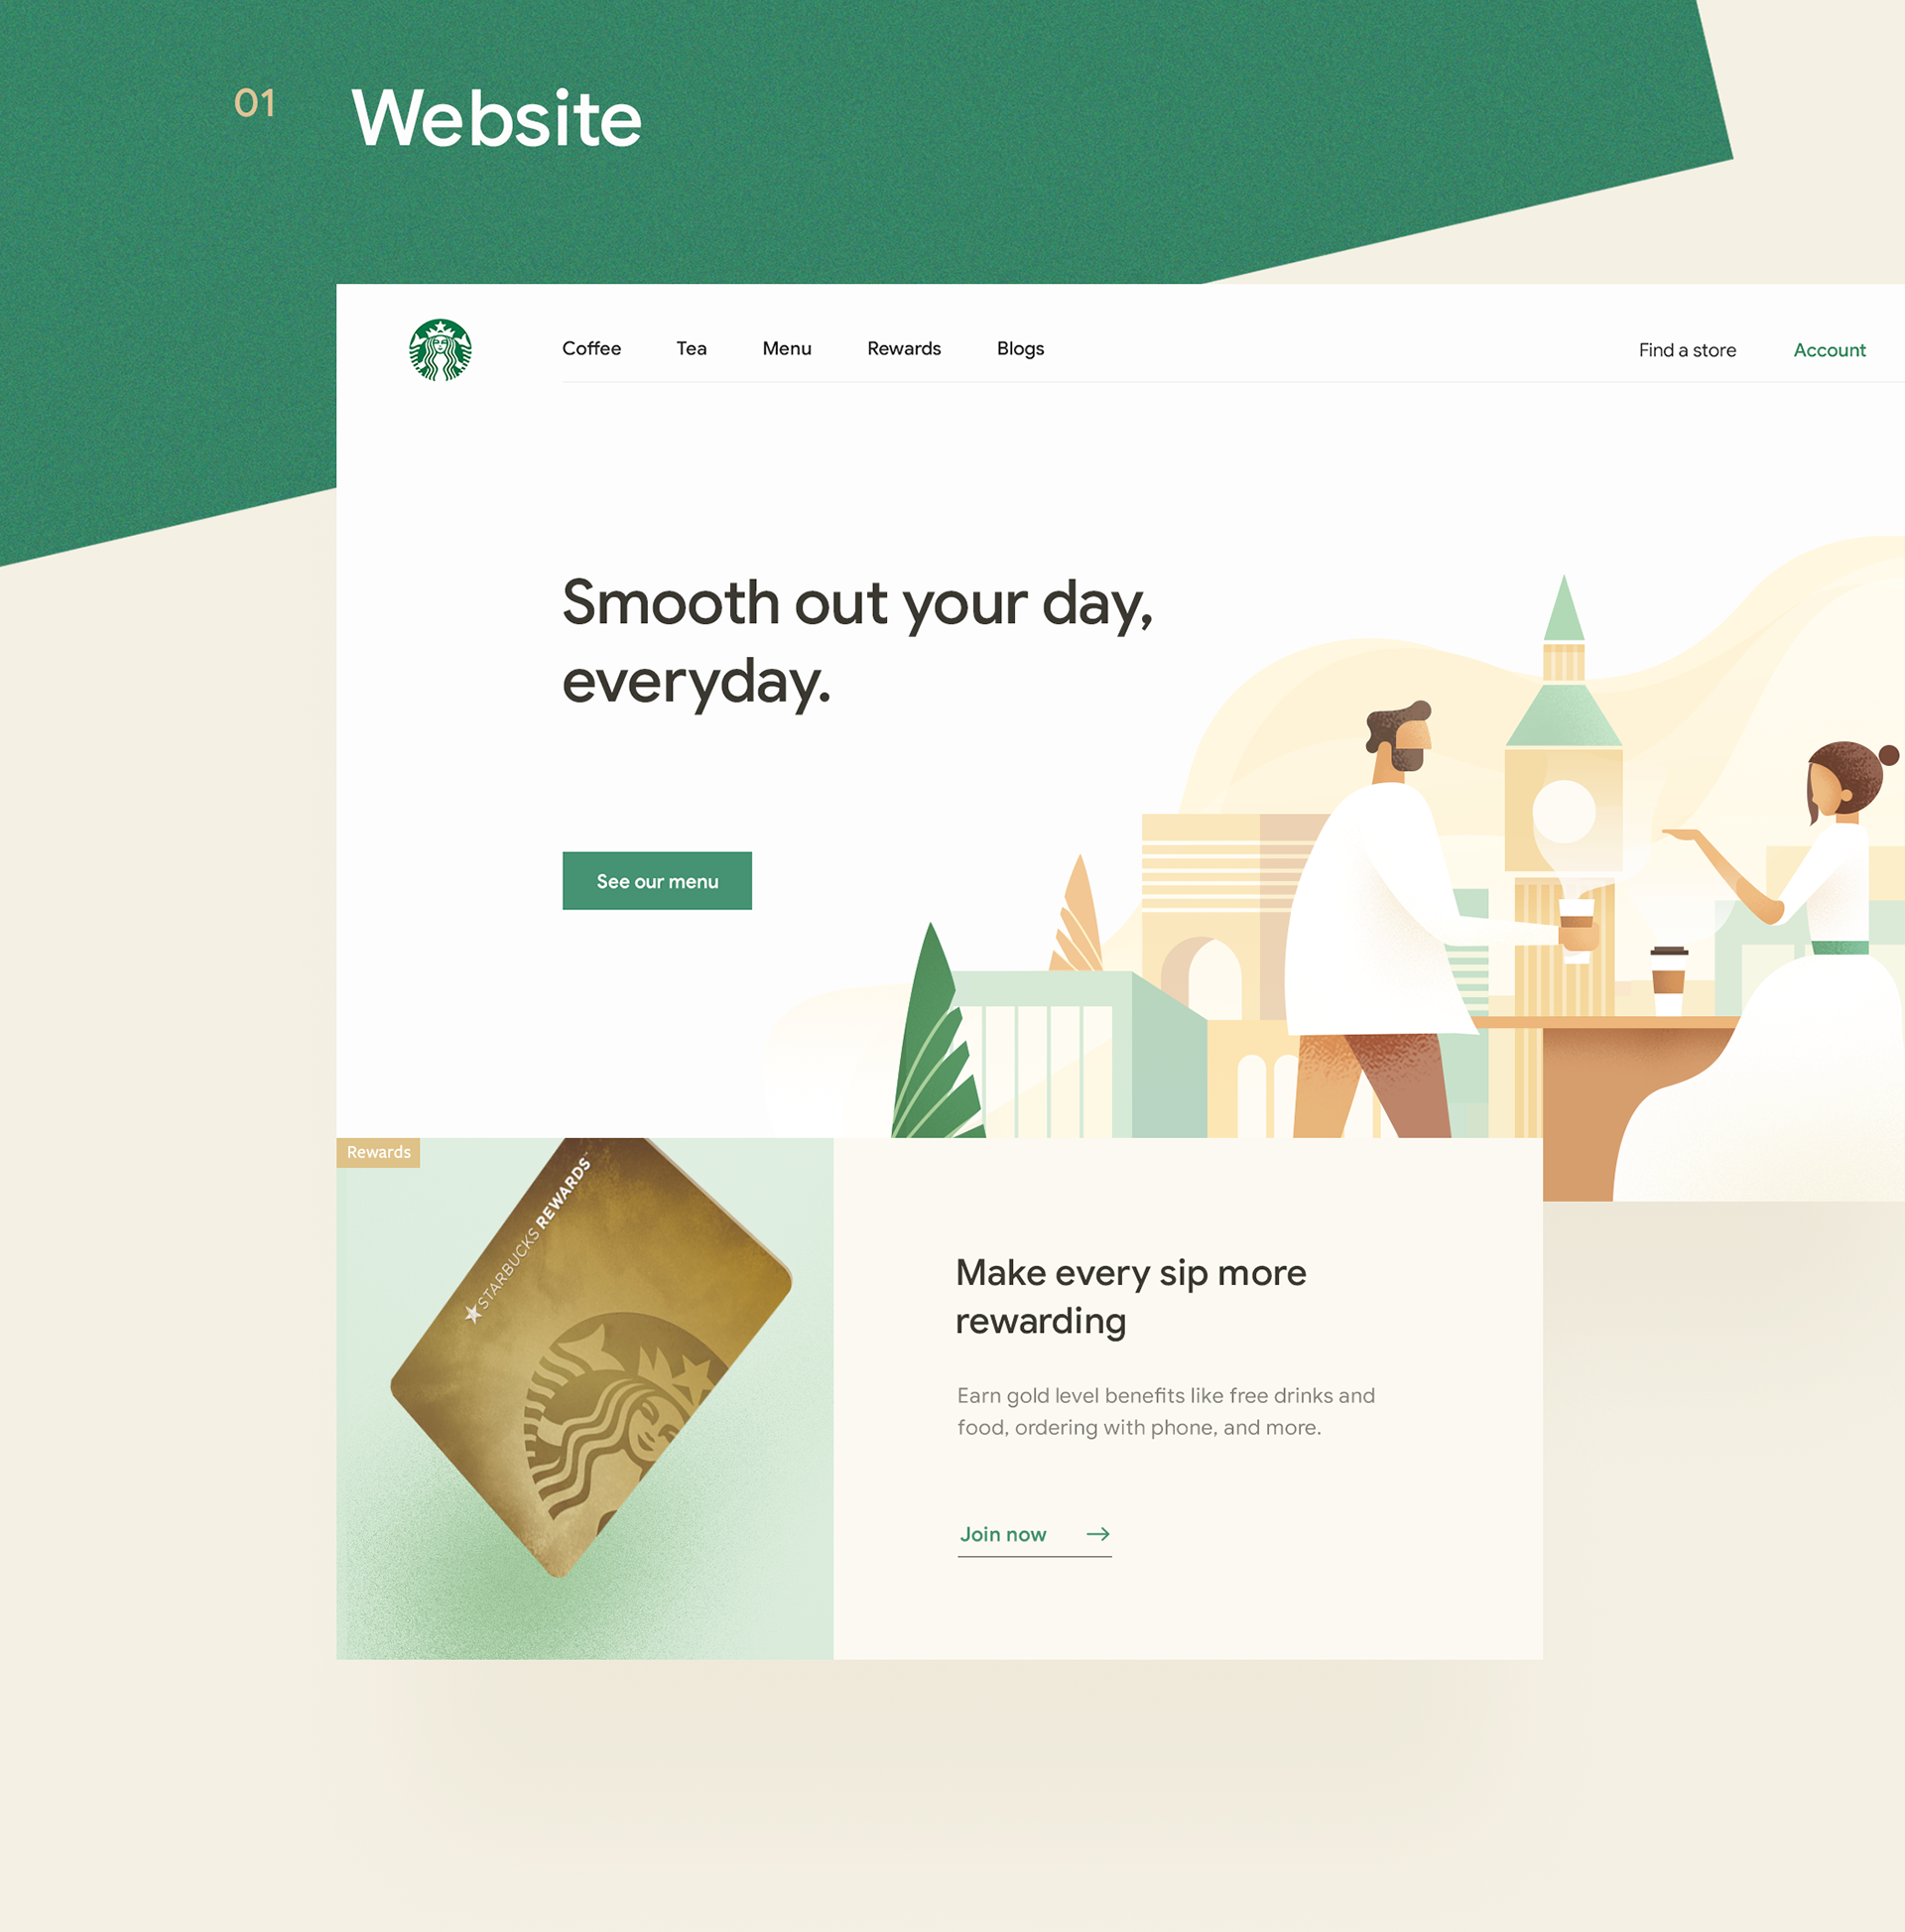 01
Website
Coffee
Tea
Menu
Rewards
Blogs
Find a store
Account
Smooth out your day,
everyday.
See our menu
Rewards
STARBUCKS REWARDS™
Make every sip more
rewarding
Earn gold level benefits like free drinks and
food, ordering with phone, and more.
Join now